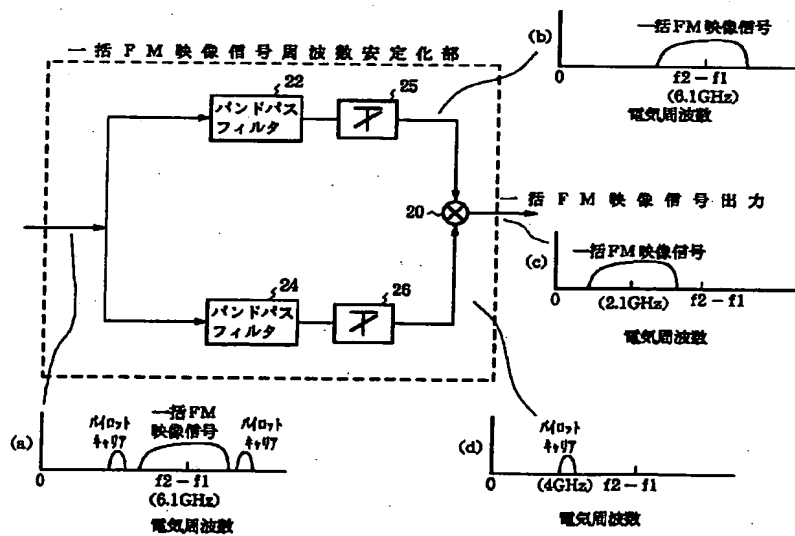 一括ＦＭ映像信号周波数安定化部
22
バンドパス
フィルタ
25
20
24
バンドパス
フィルタ
26
一括ＦＭ映像信号出力
(b)
一括FM映像信号
0
f2－f1
(6.1GHz)
電気周波数
(c)
一括FM映像信号
0
(2.1GHz)
f2－f1
電気周波数
(a)
パイロット
キャリア
一括FM
映像信号
パイロット
キャリア
0
f2－f1
(6.1GHz)
電気周波数
(d)
パイロット
キャリア
0
(4GHz)
f2－f1
電気周波数